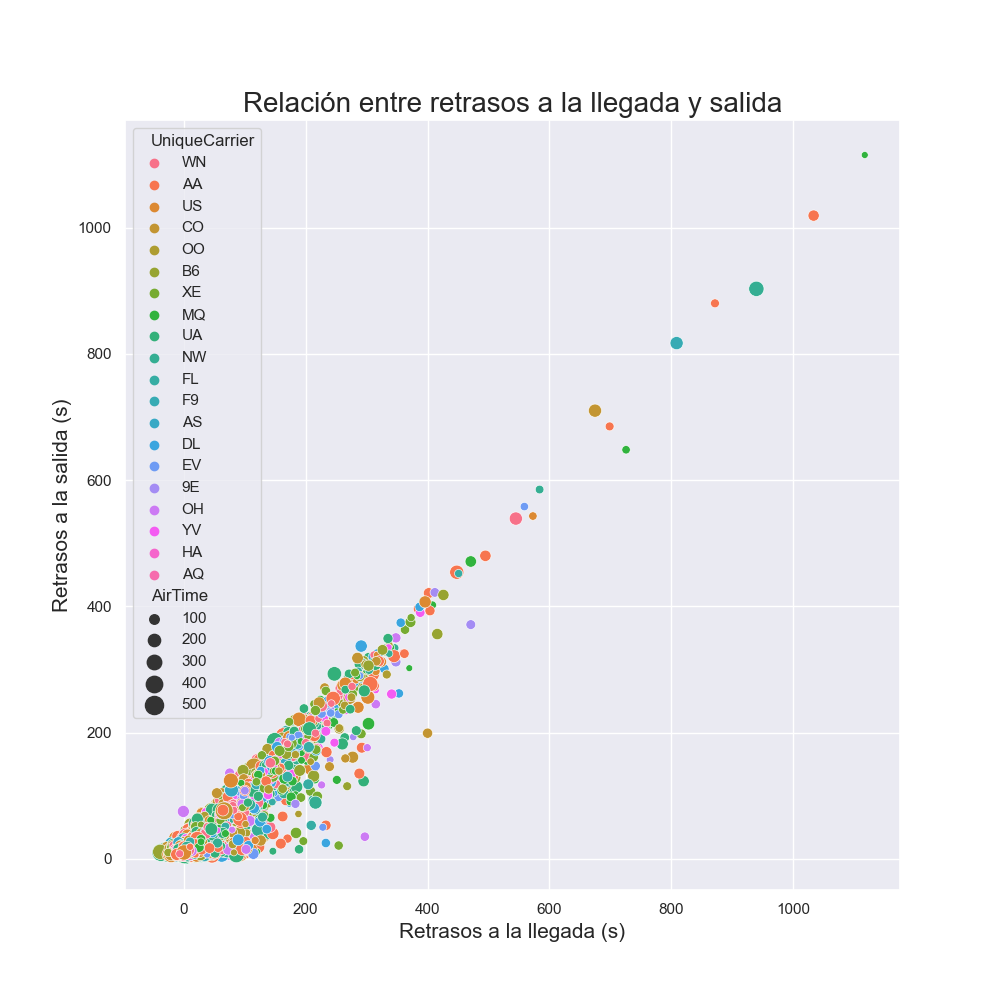 Relación entre retrasos a la llegada y salida
UniqueCarrier
WN
AA
US
CO
OO
B6
XE
MQ
UA
NW
FL
F9
AS
DL
EV
9E
OH
YV
HA
AQ
AirTime
100
200
300
400
500
Retrasos a la salida (s)
1000
800
600
400
200
0
0 200 400 600 800 1000
Retrasos a la llegada (s)